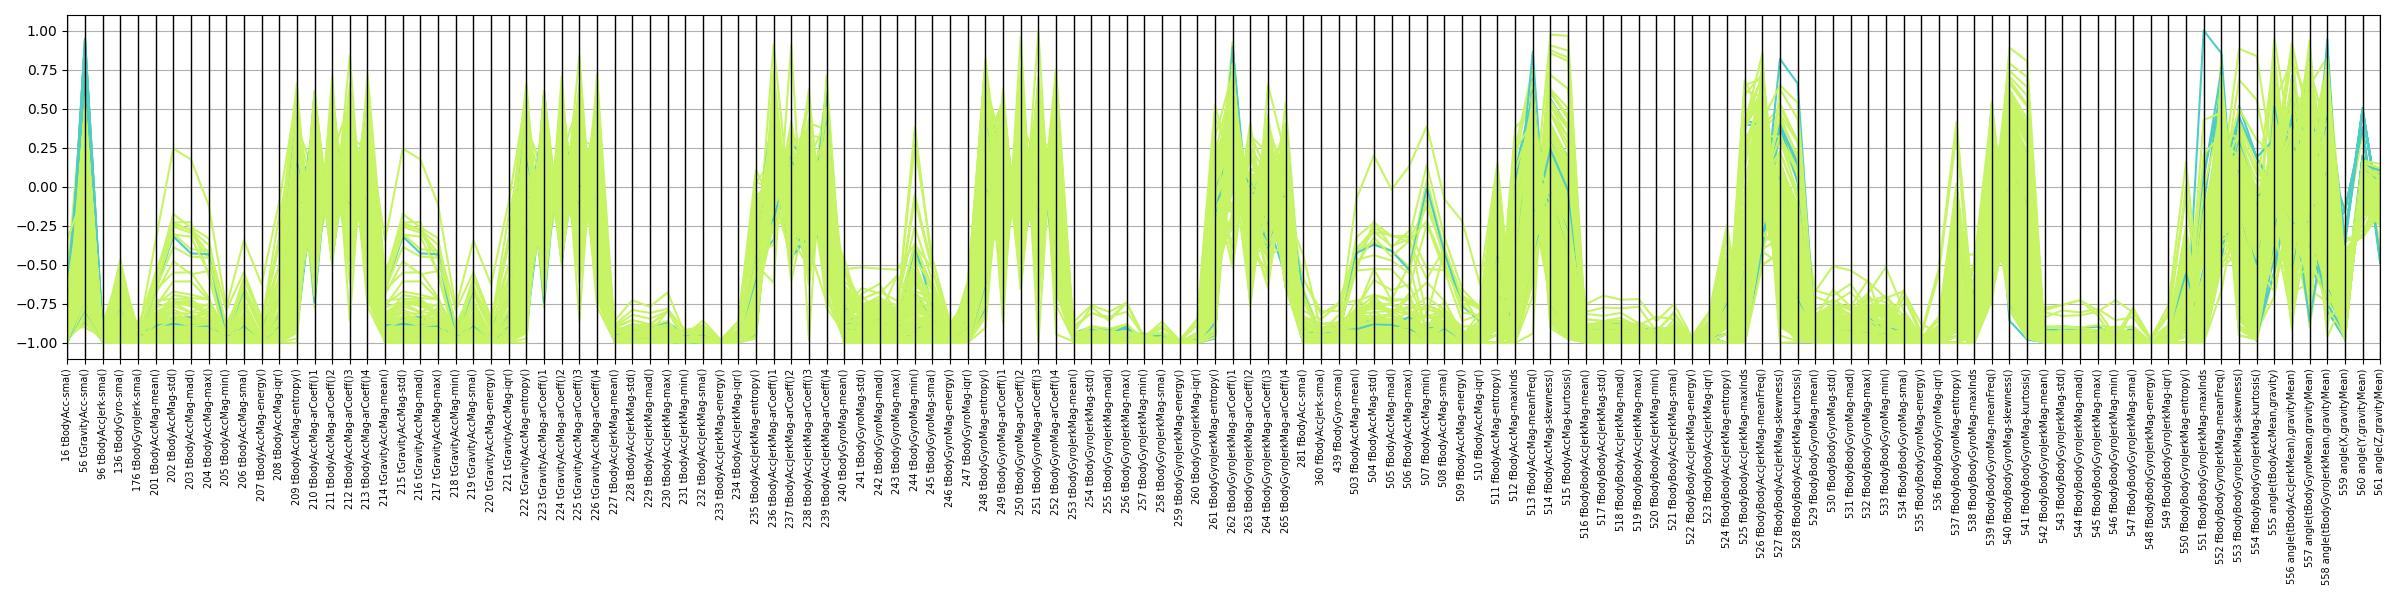 1.00
0.75
0.50
0.25
0.00
−0.25
−0.50
−0.75
−1.00
16 tBodyAcc-sma()
56 tGravityAcc-sma()
96 tBodyAccJerk-sma()
136 tBodyGyro-sma()
176 tBodyGyroJerk-sma()
201 tBodyAccMag-mean()
202 tBodyAccMag-std()
203 tBodyAccMag-mad()
204 tBodyAccMag-max()
205 tBodyAccMag-min()
206 tBodyAccMag-sma()
207 tBodyAccMag-energy()
208 tBodyAccMag-iqr()
209 tBodyAccMag-entropy()
210 tBodyAccMag-arCoeff()1
211 tBodyAccMag-arCoeff()2
212 tBodyAccMag-arCoeff()3
213 tBodyAccMag-arCoeff()4
214 tGravityAccMag-mean()
215 tGravityAccMag-std()
216 tGravityAccMag-mad()
217 tGravityAccMag-max()
218 tGravityAccMag-min()
219 tGravityAccMag-sma()
220 tGravityAccMag-energy()
221 tGravityAccMag-iqr()
222 tGravityAccMag-entropy()
223 tGravityAccMag-arCoeff()1
224 tGravityAccMag-arCoeff()2
225 tGravityAccMag-arCoeff()3
226 tGravityAccMag-arCoeff()4
227 tBodyAccJerkMag-mean()
228 tBodyAccJerkMag-std()
229 tBodyAccJerkMag-mad()
230 tBodyAccJerkMag-max()
231 tBodyAccJerkMag-min()
232 tBodyAccJerkMag-sma()
233 tBodyAccJerkMag-energy()
234 tBodyAccJerkMag-iqr()
235 tBodyAccJerkMag-entropy()
236 tBodyAccJerkMag-arCoeff()1
237 tBodyAccJerkMag-arCoeff()2
238 tBodyAccJerkMag-arCoeff()3
239 tBodyAccJerkMag-arCoeff()4
240 tBodyGyroMag-mean()
241 tBodyGyroMag-std()
242 tBodyGyroMag-mad()
243 tBodyGyroMag-max()
244 tBodyGyroMag-min()
245 tBodyGyroMag-sma()
246 tBodyGyroMag-energy()
247 tBodyGyroMag-iqr()
248 tBodyGyroMag-entropy()
249 tBodyGyroMag-arCoeff()1
250 tBodyGyroMag-arCoeff()2
251 tBodyGyroMag-arCoeff()3
252 tBodyGyroMag-arCoeff()4
253 tBodyGyroJerkMag-mean()
254 tBodyGyroJerkMag-std()
255 tBodyGyroJerkMag-mad()
256 tBodyGyroJerkMag-max()
257 tBodyGyroJerkMag-min()
258 tBodyGyroJerkMag-sma()
259 tBodyGyroJerkMag-energy()
260 tBodyGyroJerkMag-iqr()
261 tBodyGyroJerkMag-entropy()
262 tBodyGyroJerkMag-arCoeff()1
263 tBodyGyroJerkMag-arCoeff()2
264 tBodyGyroJerkMag-arCoeff()3
265 tBodyGyroJerkMag-arCoeff()4
281 fBodyAcc-sma()
360 fBodyAccJerk-sma()
439 fBodyGyro-sma()
503 fBodyAccMag-mean()
504 fBodyAccMag-std()
505 fBodyAccMag-mad()
506 fBodyAccMag-max()
507 fBodyAccMag-min()
508 fBodyAccMag-sma()
509 fBodyAccMag-energy()
510 fBodyAccMag-iqr()
511 fBodyAccMag-entropy()
512 fBodyAccMag-maxInds
513 fBodyAccMag-meanFreq()
514 fBodyAccMag-skewness()
515 fBodyAccMag-kurtosis()
516 fBodyBodyAccJerkMag-mean()
517 fBodyBodyAccJerkMag-std()
518 fBodyBodyAccJerkMag-mad()
519 fBodyBodyAccJerkMag-max()
520 fBodyBodyAccJerkMag-min()
521 fBodyBodyAccJerkMag-sma()
522 fBodyBodyAccJerkMag-energy()
523 fBodyBodyAccJerkMag-iqr()
524 fBodyBodyAccJerkMag-entropy()
525 fBodyBodyAccJerkMag-maxInds
526 fBodyBodyAccJerkMag-meanFreq()
527 fBodyBodyAccJerkMag-skewness()
528 fBodyBodyAccJerkMag-kurtosis()
529 fBodyBodyGyroMag-mean()
530 fBodyBodyGyroMag-std()
531 fBodyBodyGyroMag-mad()
532 fBodyBodyGyroMag-max()
533 fBodyBodyGyroMag-min()
534 fBodyBodyGyroMag-sma()
535 fBodyBodyGyroMag-energy()
536 fBodyBodyGyroMag-iqr()
537 fBodyBodyGyroMag-entropy()
538 fBodyBodyGyroMag-maxInds
539 fBodyBodyGyroMag-meanFreq()
540 fBodyBodyGyroMag-skewness()
541 fBodyBodyGyroMag-kurtosis()
542 fBodyBodyGyroJerkMag-mean()
543 fBodyBodyGyroJerkMag-std()
544 fBodyBodyGyroJerkMag-mad()
545 fBodyBodyGyroJerkMag-max()
546 fBodyBodyGyroJerkMag-min()
547 fBodyBodyGyroJerkMag-sma()
548 fBodyBodyGyroJerkMag-energy()
549 fBodyBodyGyroJerkMag-iqr()
550 fBodyBodyGyroJerkMag-entropy()
551 fBodyBodyGyroJerkMag-maxInds
552 fBodyBodyGyroJerkMag-meanFreq()
553 fBodyBodyGyroJerkMag-skewness()
554 fBodyBodyGyroJerkMag-kurtosis()
555 angle(tBodyAccMean,gravity)
556 angle(tBodyAccJerkMean),gravityMean)
557 angle(tBodyGyroMean,gravityMean)
558 angle(tBodyGyroJerkMean,gravityMean)
559 angle(X,gravityMean)
560 angle(Y,gravityMean)
561 angle(Z,gravityMean)